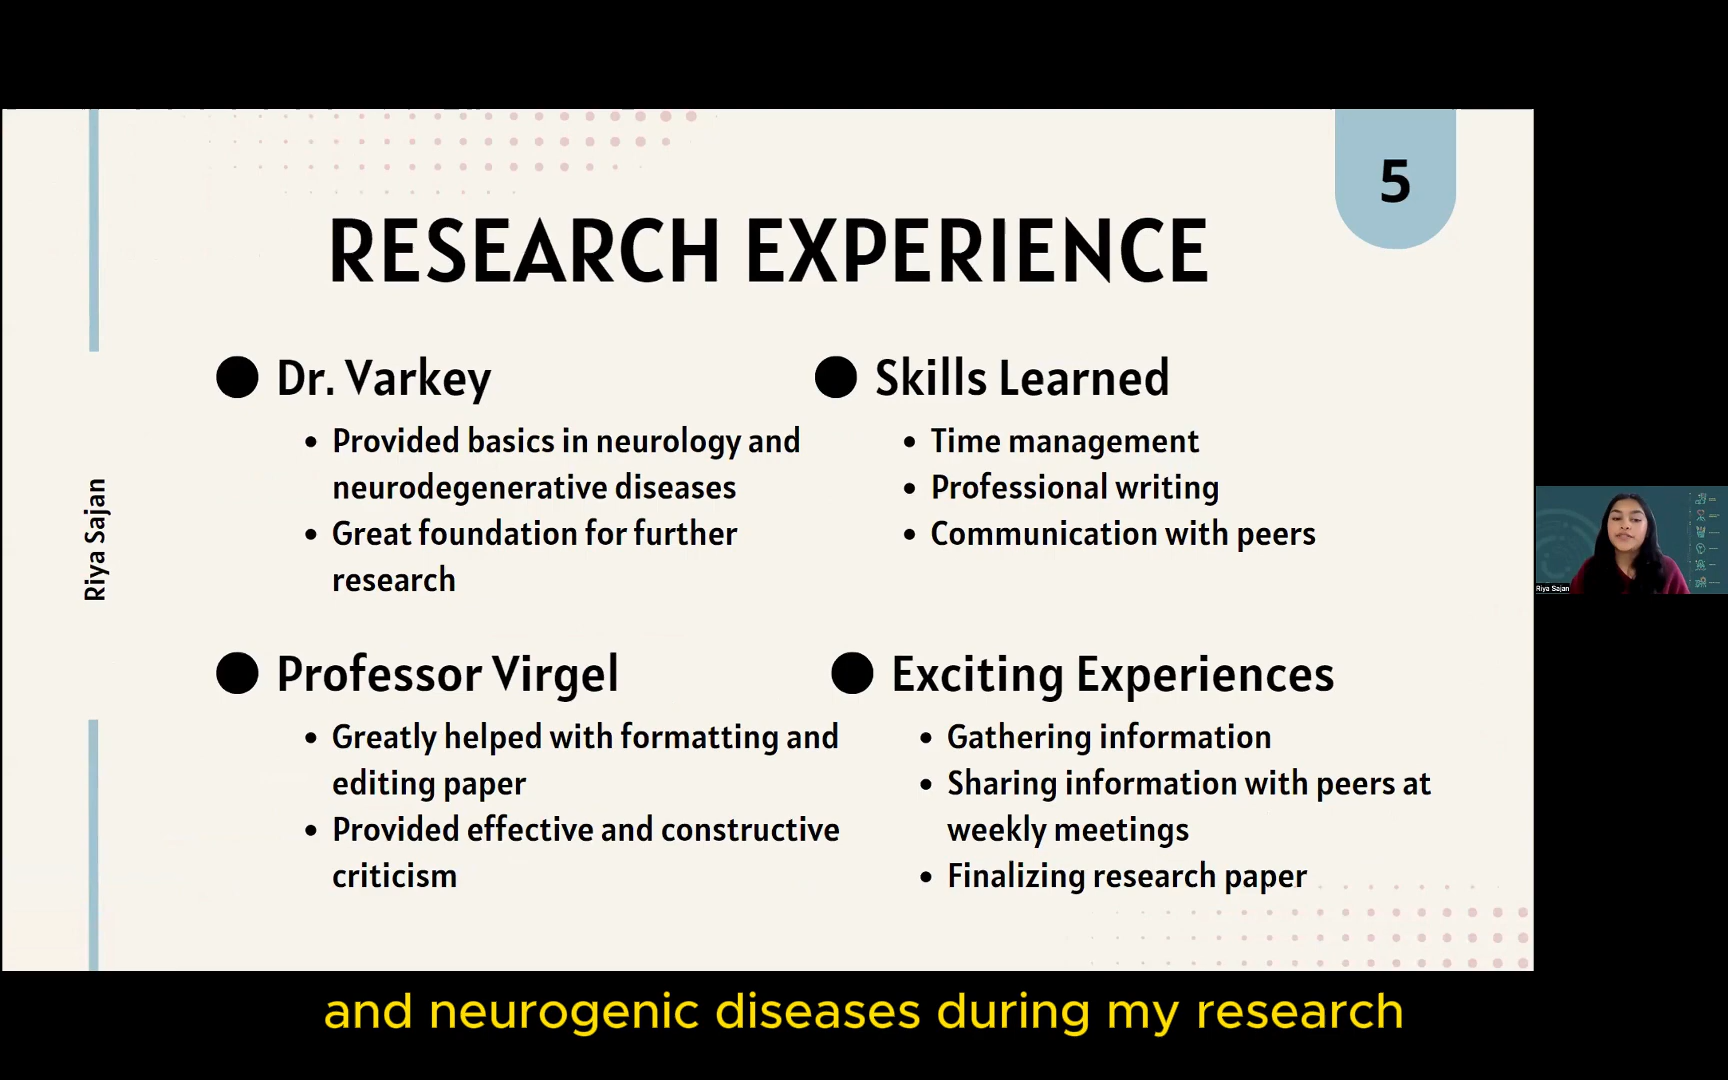 5
RESEARCH EXPERIENCE
Riya Sajan
Dr. Varkey
Provided basics in neurology and
neurodegenerative diseases
Great foundation for further
research
Skills Learned
Time management
Professional writing
Communication with peers
Professor Virgel
Greatly helped with formatting and
editing paper
Provided effective and constructive
criticism
Exciting Experiences
Gathering information
Sharing information with peers at
weekly meetings
Finalizing research paper
Riya Sajan
and neurogenic diseases during my research